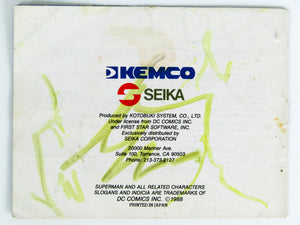 KEMCO
SEIKA
Produced by KOTOBUKI SYSTEM, CO., LTD.
Under license from DC COMICS INC.
and FIRST STAR SOFTWARE, INC.
Exclusively distributed by
SEIKA CORPORATION
20000 Mariner Ave.
Suite 100, Torrance, CA 90503
Phone: 213-373-8127
SUPERMAN AND ALL RELATED CHARACTERS
SLOGANS AND INDICIA ARE TRADEMARKS OF
DC COMICS INC. ©1988
PRINTED IN JAPAN